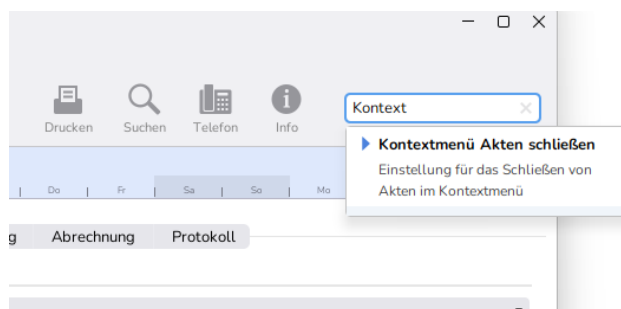 Kontext
Drucken Suchen Telefon Info
Kontextmenü Akten schließen
Einstellung für das Schließen von
Akten im Kontextmenü
Do Fr Sa So Mo
g Abrechnung Protokoll